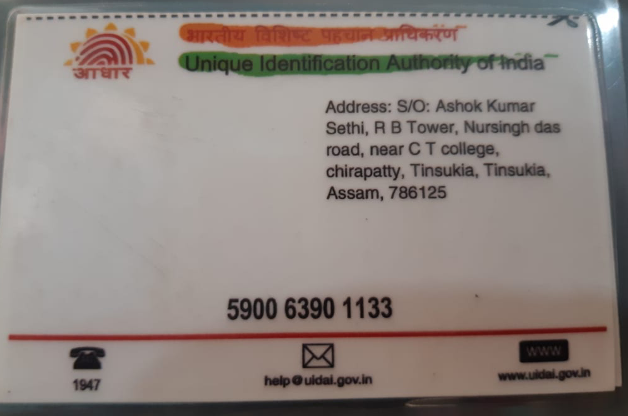 भारतीय विशिष्ट पहचान प्राधिकरण
आधार
Unique Identification Authority of India
Address: S/O: Ashok Kumar
Sethi, R B Tower, Nursingh das
road, near C T college,
chirapatty, Tinsukia, Tinsukia,
Assam, 786125
5900 6390 1133
1947
help@uidai.gov.in
WWW
www.uidai.gov.in